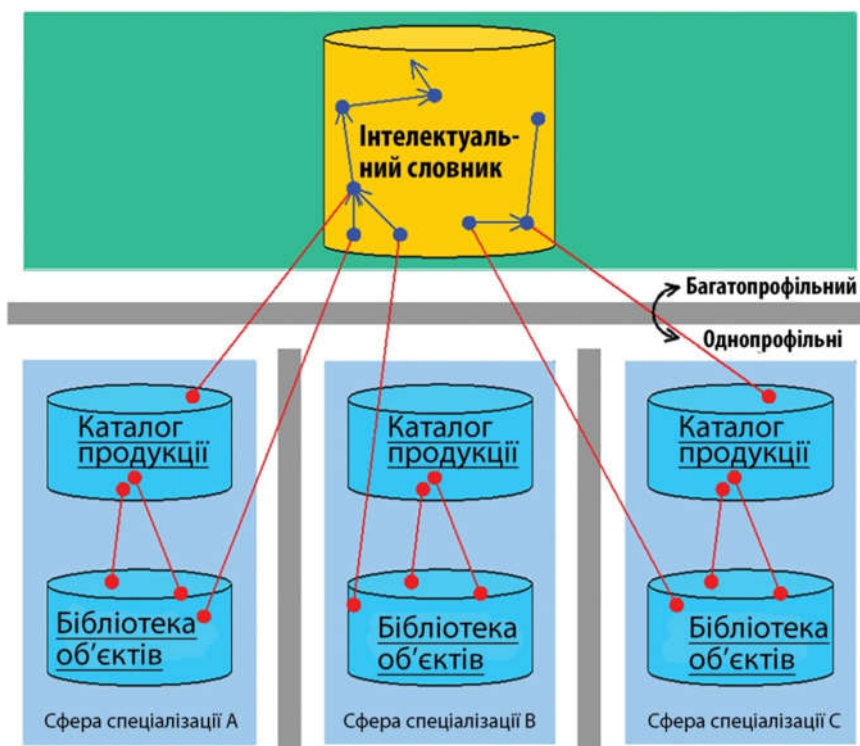 Інтелектуаль-
ний словник
Багатопрофільний
Однопрофільні
Каталог
продукції
Бібліотека
об’єктів
Сфера спеціалізації А
Каталог
продукції
Бібліотека
об’єктів
Сфера спеціалізації В
Каталог
продукції
Бібліотека
об’єктів
Сфера спеціалізації С